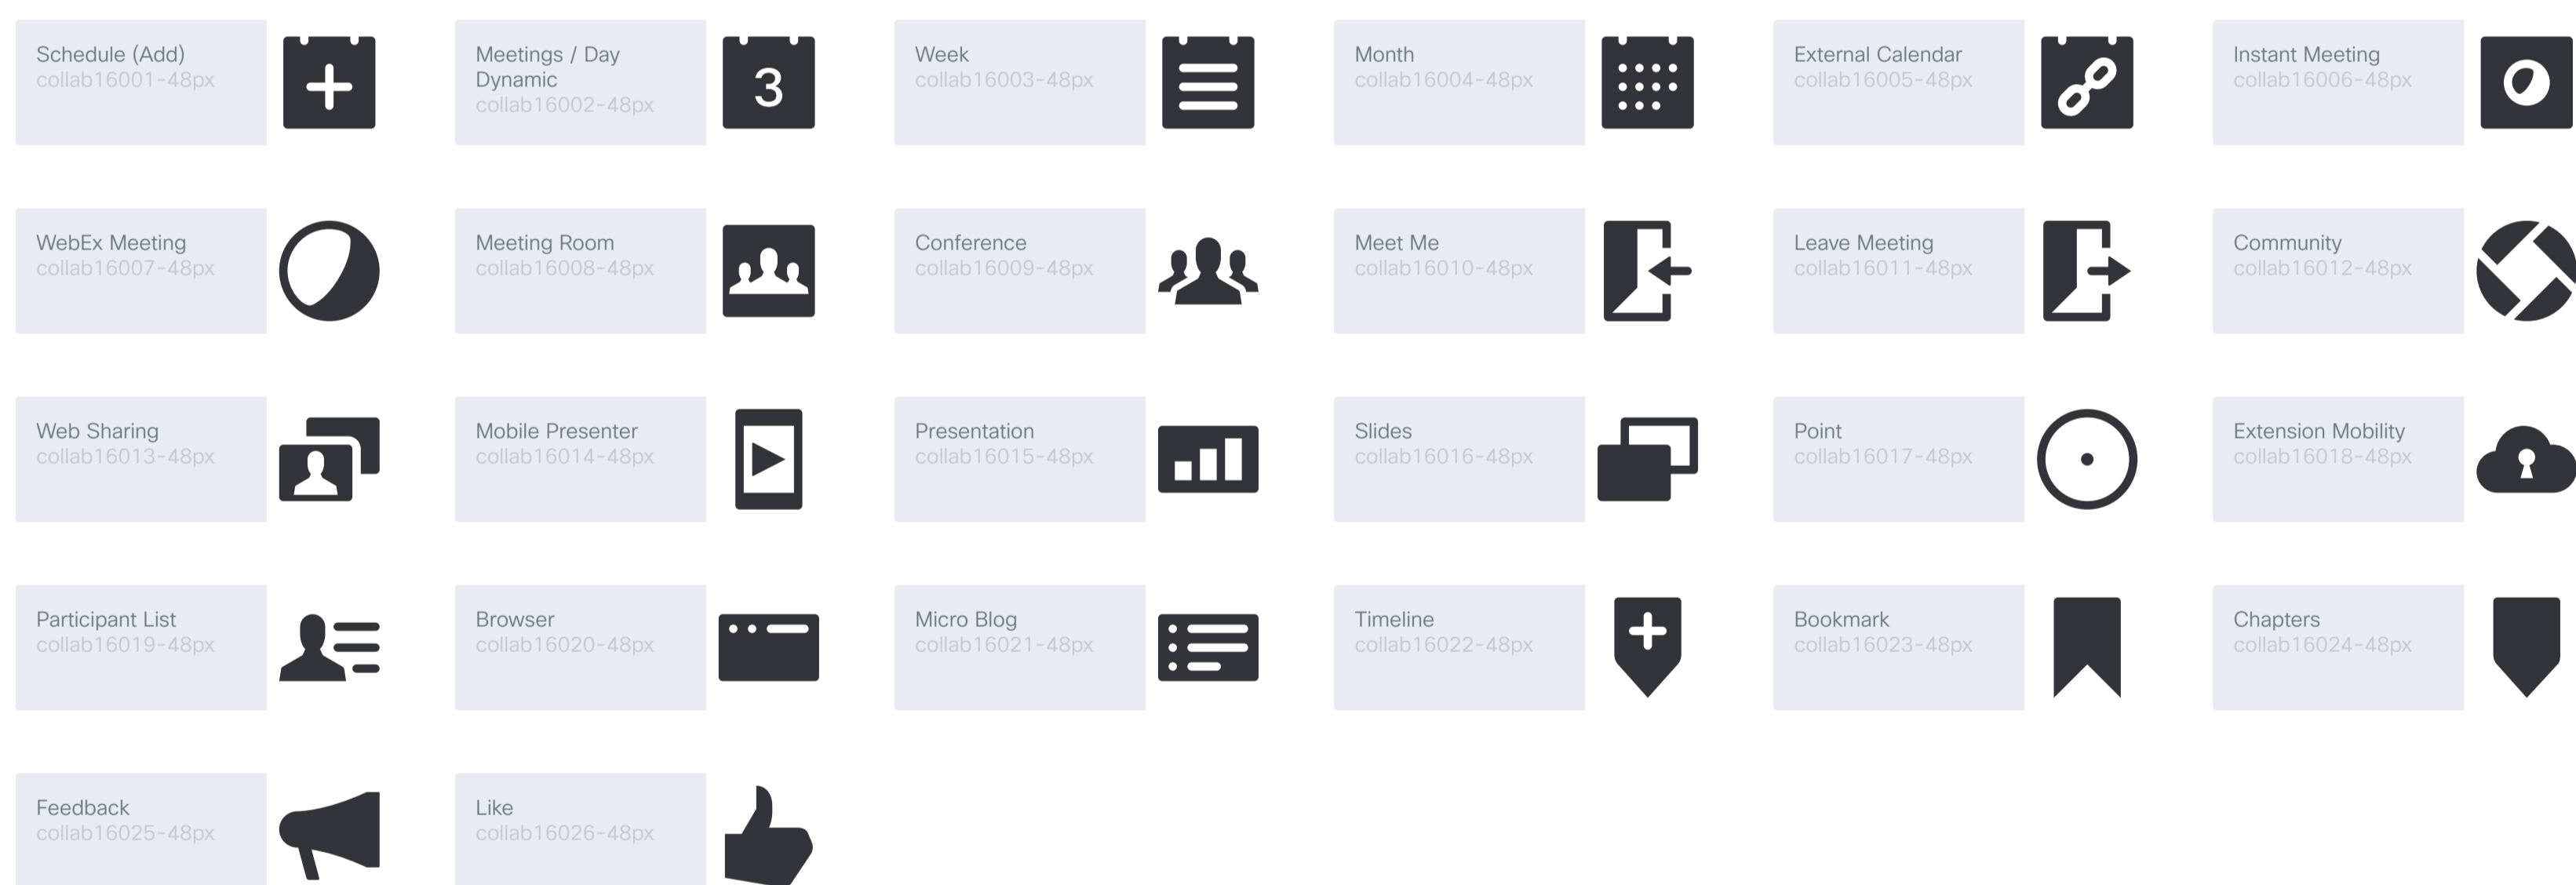 Schedule (Add)
collab16001-48px
Meetings / Day
Dynamic
collab16002-48px
3
Week
collab16003-48px
Month
collab16004-48px
External Calendar
collab16005-48px
Instant Meeting
collab16006-48px
WebEx Meeting
collab16007-48px
Meeting Room
collab16008-48px
Conference
collab16009-48px
Meet Me
collab16010-48px
Leave Meeting
collab16011-48px
Community
collab16012-48px
Web Sharing
collab16013-48px
Mobile Presenter
collab16014-48px
Presentation
collab16015-48px
Slides
collab16016-48px
Point
collab16017-48px
Extension Mobility
collab16018-48px
Participant List
collab16019-48px
Browser
collab16020-48px
Micro Blog
collab16021-48px
Timeline
collab16022-48px
Bookmark
collab16023-48px
Chapters
collab16024-48px
Feedback
collab16025-48px
Like
collab16026-48px